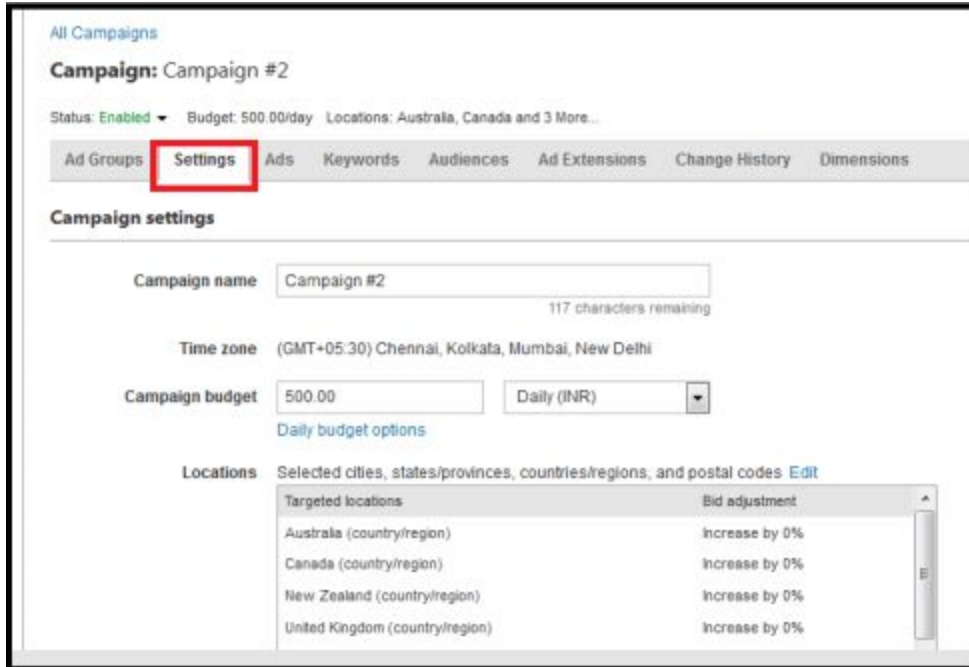 All Campaigns
Campaign: Campaign #2
Status: Enabled Budget: 500.00/day Locations: Australia, Canada and 3 More...
Ad Groups Settings Ads Keywords Audiences Ad Extensions Change History Dimensions
Campaign settings
Campaign name Campaign #2
117 characters remaining
Time zone (GMT+05:30) Chennai, Kolkata, Mumbai, New Delhi
Campaign budget 500.00 Daily (INR)
Daily budget options
Locations Selected cities, states/provinces, countries/regions, and postal codes Edit
Targeted locations Bid adjustment
Australia (country/region) Increase by 0%
Canada (country/region) Increase by 0%
New Zealand (country/region) Increase by 0%
United Kingdom (country/region) Increase by 0%